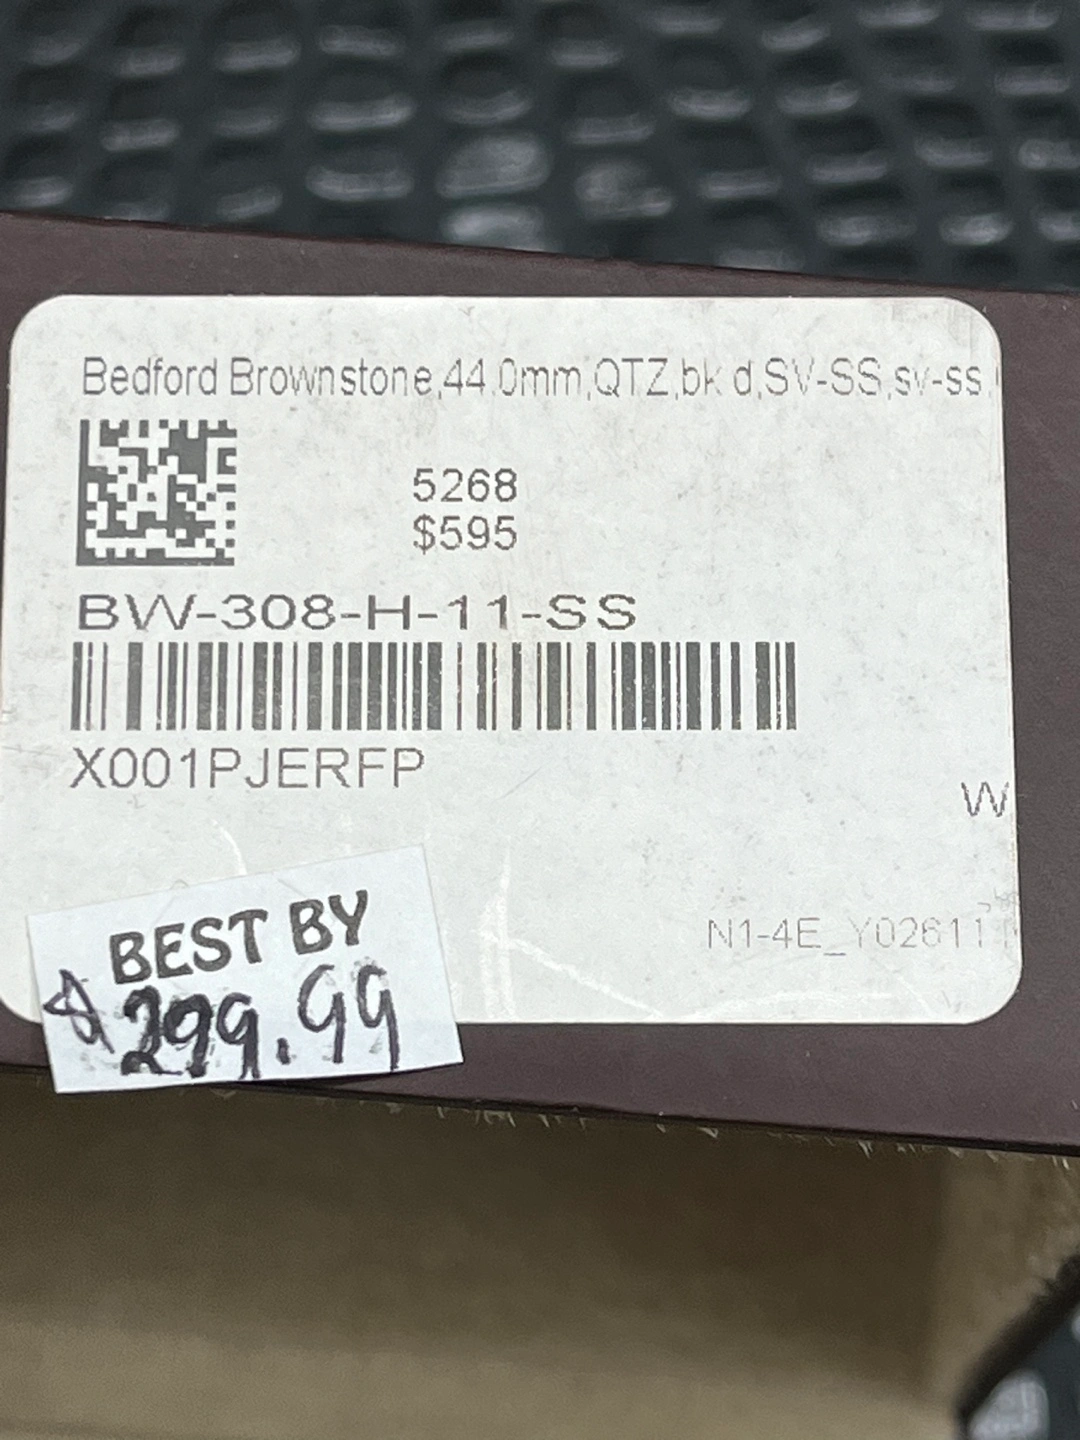 Bedford Brownstone,44.0mm,QTZ,bk d,SV-SS,sv-ss,
5268
$595
BW-308-H-11-SS
X001PJERFP
W
N1-4E_Y02611
BEST BY
$299.99